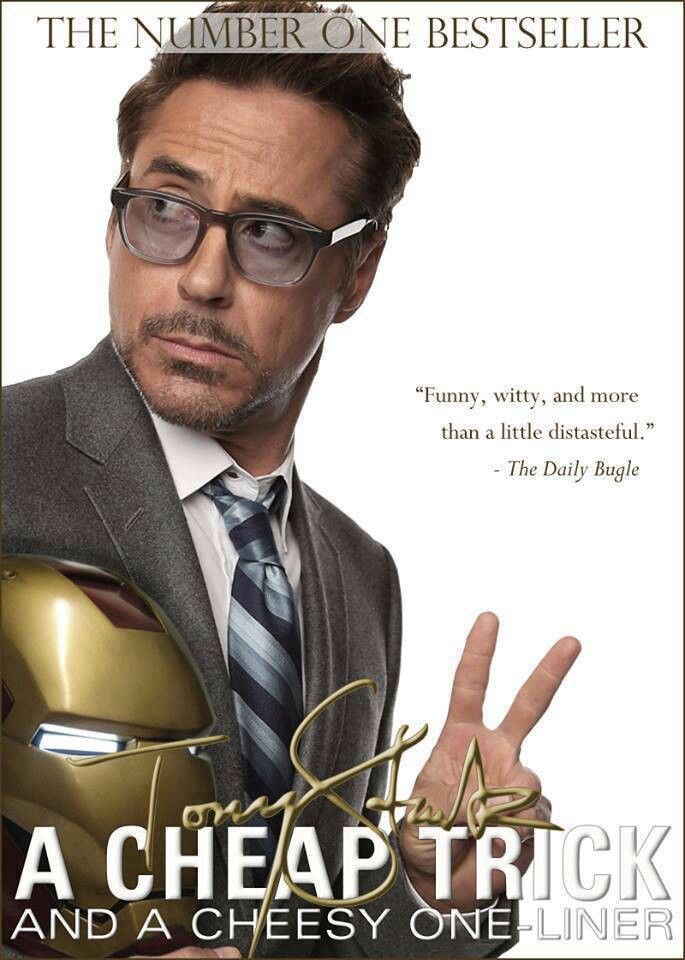 THE NUMBER ONE BESTSELLER
“Funny, witty, and more
than a little distasteful.”
- The Daily Bugle
Tony Stark
A CHEAP TRICK
AND A CHEESY ONE-LINER